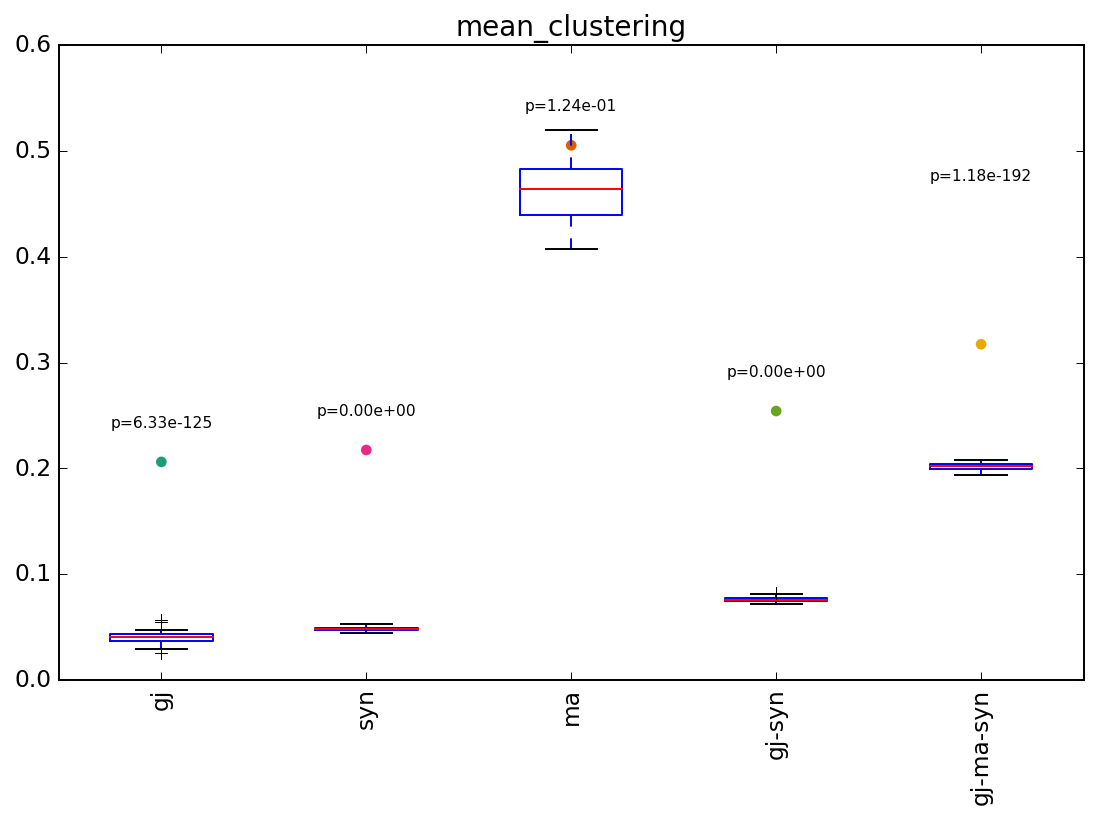 mean_clustering
0.6
0.5
0.4
0.3
0.2
0.1
0.0
p=6.33e-125
p=0.00e+00
p=1.24e-01
p=0.00e+00
p=1.18e-192
gj
syn
ma
gj-syn
gj-ma-syn